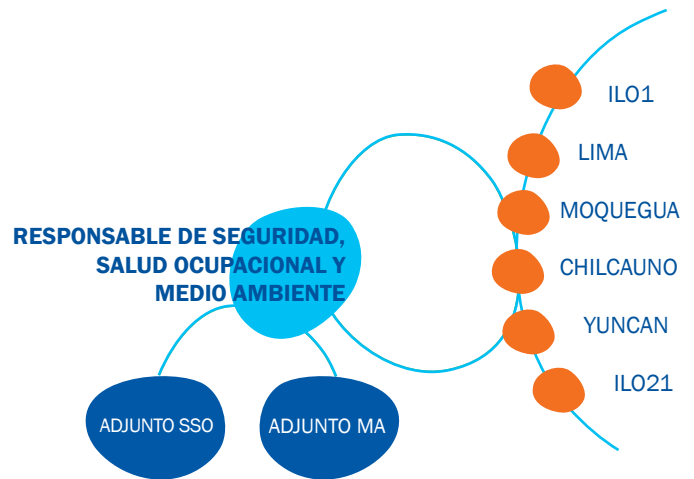 ILO1
LIMA
MOQUEGUA
RESPONSABLE DE SEGURIDAD,
SALUD OCUPACIONAL Y
MEDIO AMBIENTE
CHILCAUNO
YUNCAN
ILO21
ADJUNTO SSO
ADJUNTO MA